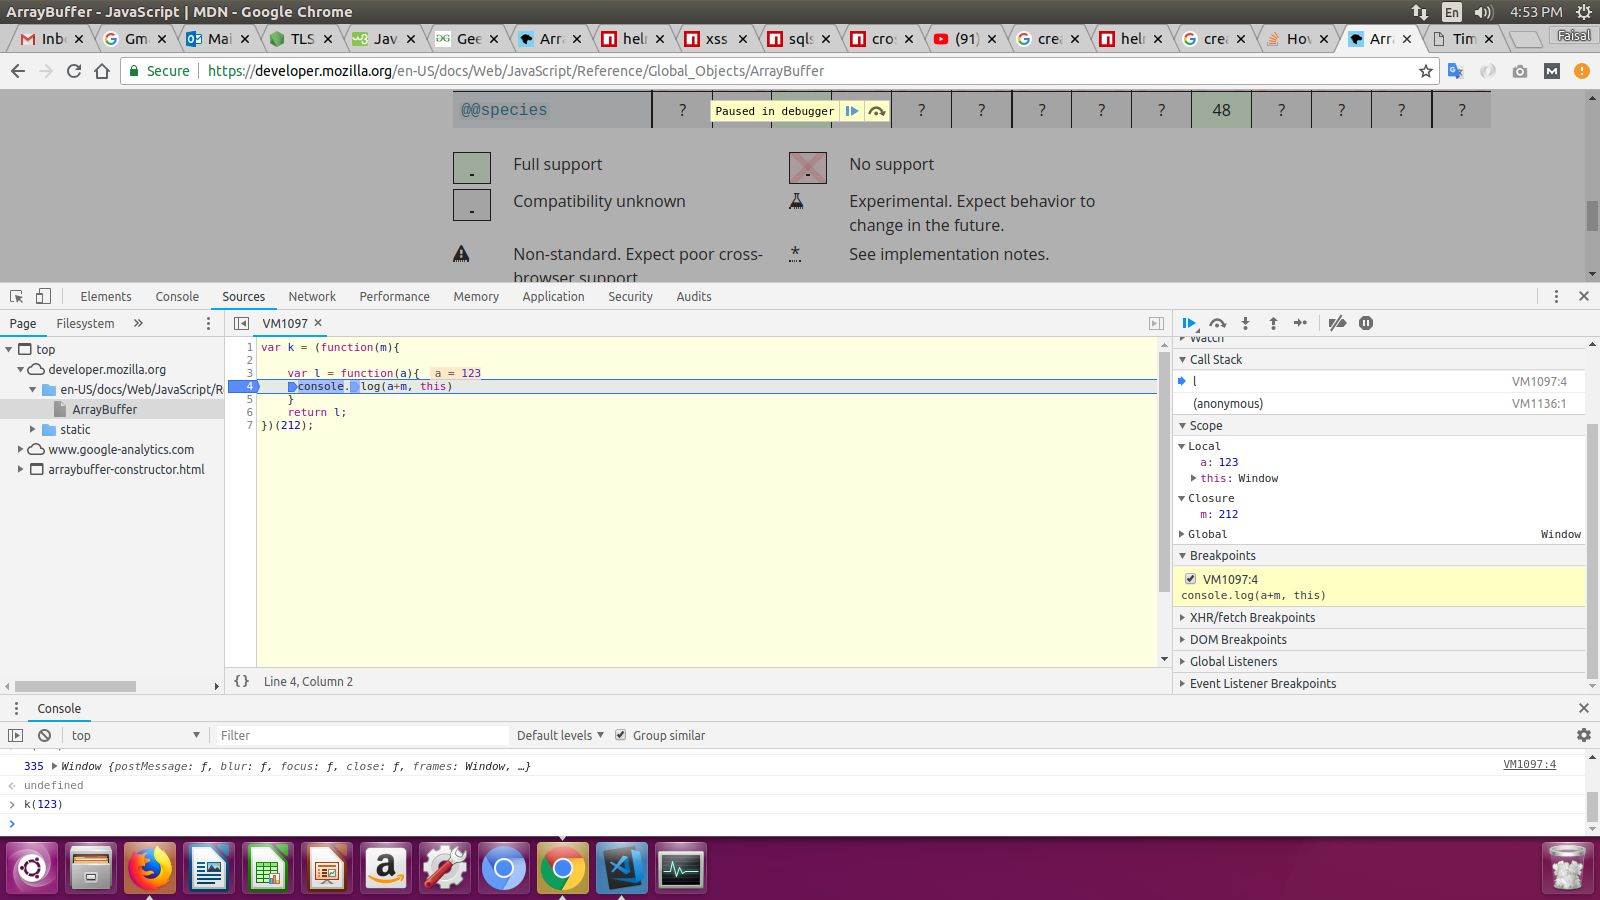 ArrayBuffer - JavaScript | MDN - Google Chrome
En
4:53 PM
Inb
Gm
Mai
TLS
Jav
Gee
Arr
helr
xss
sqls
cro
(91)
crea
helr
crea
Hov
Arr
Tim
Faisal
Secure
https://developer.mozilla.org/en-US/docs/Web/JavaScript/Reference/Global_Objects/ArrayBuffer
@@species
?
Paused in debugger
? ? ? ? ? 48 ? ? ? ?
Full support
No support
Compatibility unknown
Experimental. Expect behavior to
change in the future.
Non-standard. Expect poor cross-
browser support.
*
See implementation notes.
Elements Console Sources Network Performance Memory Application Security Audits
Page Filesystem »
VM1097
top
developer.mozilla.org
en-US/docs/Web/JavaScript/R
ArrayBuffer
static
www.google-analytics.com
arraybuffer-constructor.html
1 var k = (function(m){
2
3 var l = function(a){ a = 123
4 console.log(a+m, this)
5 }
6 return l;
7 })(212);
{} Line 4, Column 2
Watch
Call Stack
l VM1097:4
(anonymous) VM1136:1
Scope
Local
a: 123
this: Window
Closure
m: 212
Global Window
Breakpoints
VM1097:4
console.log(a+m, this)
XHR/fetch Breakpoints
DOM Breakpoints
Global Listeners
Event Listener Breakpoints
Console
top
Filter
Default levels
Group similar
335 Window {postMessage: ƒ, blur: ƒ, focus: ƒ, close: ƒ, frames: Window, …} VM1097:4
undefined
k(123)